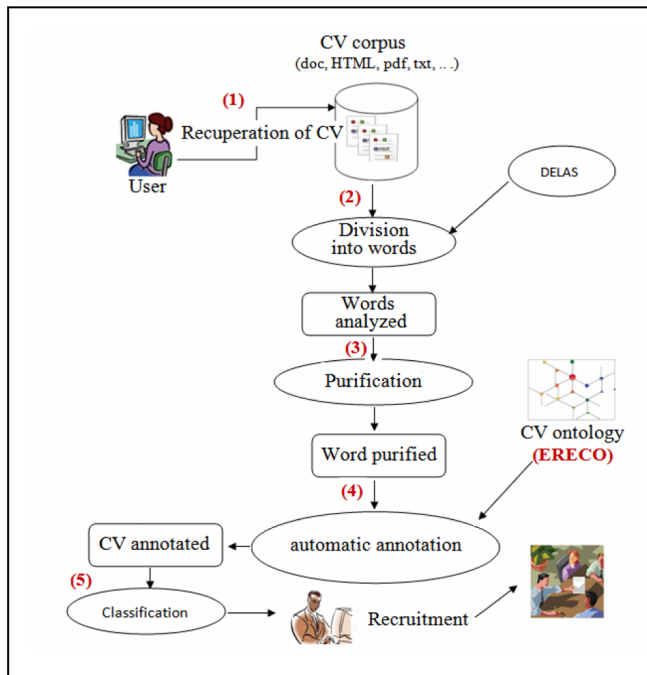 CV corpus
(doc, HTML, pdf, txt, .. .)
(1)
Recuperation of CV
User
(2)
DELAS
Division
into words
Words
analyzed
(3)
Purification
Word purified
CV ontology
(ERECO)
(4)
automatic annotation
CV annotated
(5)
Classification
Recruitment